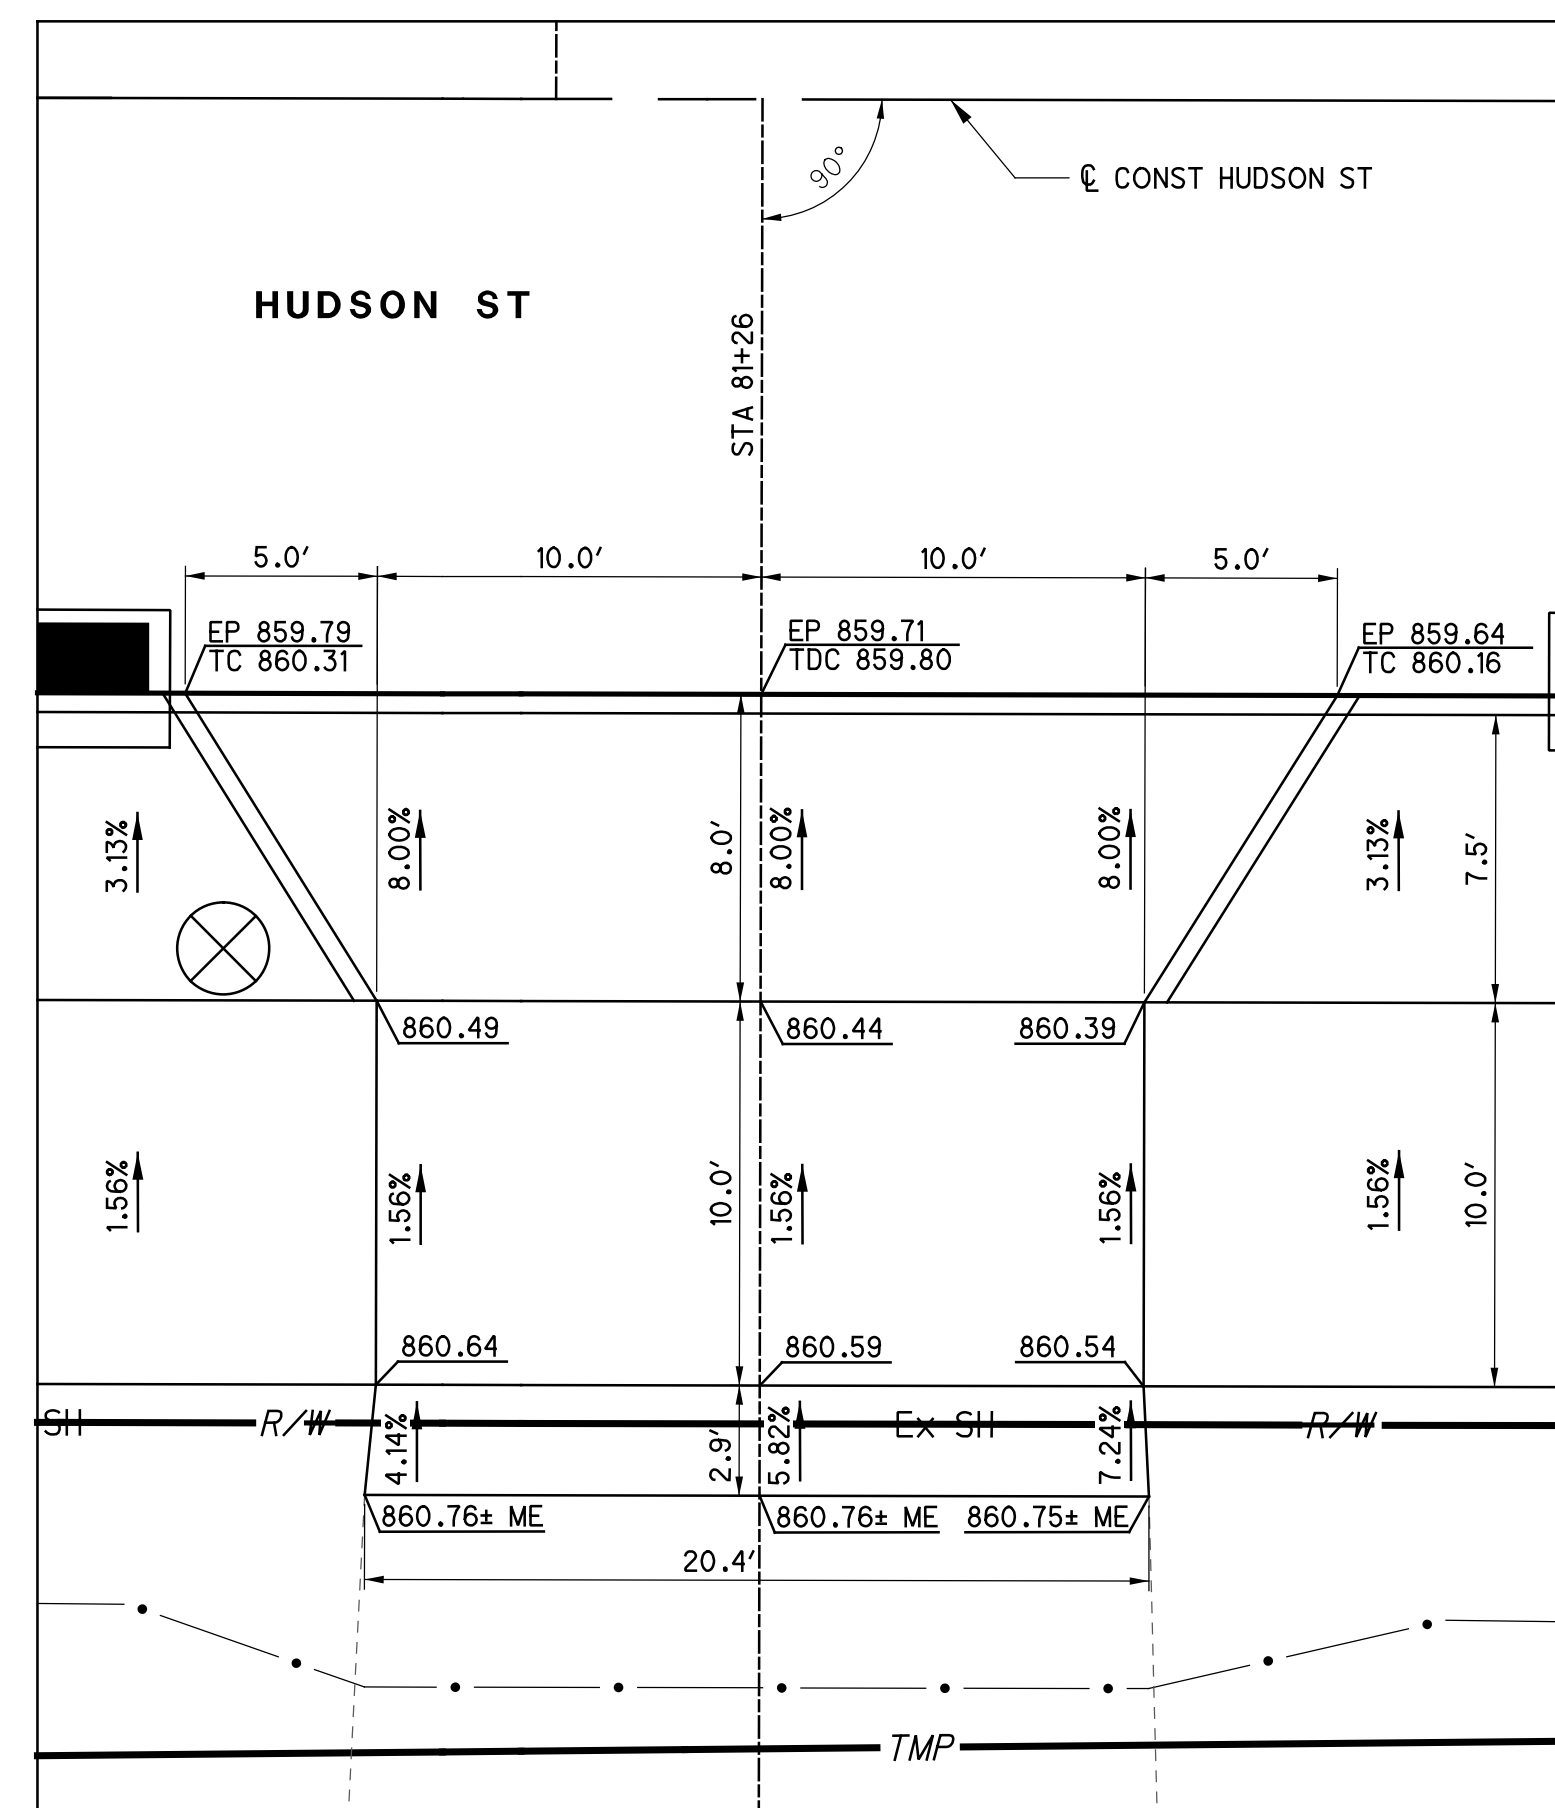 90°
℄ CONST HUDSON ST
HUDSON ST
STA 81+26
5.0′
10.0′
10.0′
5.0′
EP 859.79
TC 860.31
EP 859.71
TDC 859.80
EP 859.64
TC 860.16
3.13%
8.00%
8.0′
8.00%
8.00%
3.13%
7.5′
860.49
860.44
860.39
1.56%
1.56%
10.0′
1.56%
1.56%
1.56%
10.0′
860.64
860.59
860.54
SH
R/W
4.14%
2.9′
5.82%
Ex SH
7.24%
R/W
860.76± ME
860.76± ME
860.75± ME
20.4′
TMP